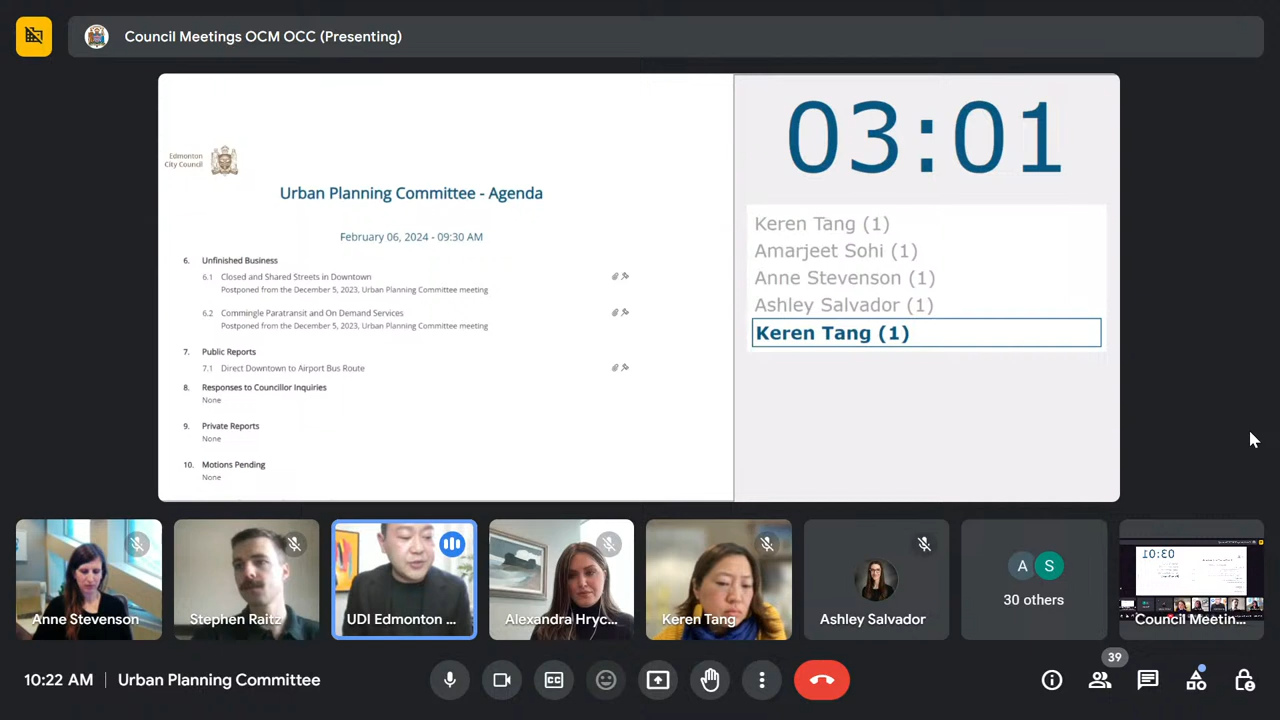 Council Meetings OCM OCC (Presenting)
Edmonton
City Council
Urban Planning Committee - Agenda
February 06, 2024 - 09:30 AM
6. Unfinished Business
6.1 Closed and Shared Streets in Downtown
Postponed from the December 5, 2023, Urban Planning Committee meeting
6.2 Commingle Paratransit and On Demand Services
Postponed from the December 5, 2023, Urban Planning Committee meeting
7. Public Reports
7.1 Direct Downtown to Airport Bus Route
8. Responses to Councillor Inquiries
None
9. Private Reports
None
10. Motions Pending
None
03:01
Keren Tang (1)
Amarjeet Sohi (1)
Anne Stevenson (1)
Ashley Salvador (1)
Keren Tang (1)
Anne Stevenson
Stephen Raitz
UDI Edmonton ...
Alexandra Hryc...
Keren Tang
Ashley Salvador
A S
30 others
03:01
Council Meetin...
10:22 AM | Urban Planning Committee
CC
39